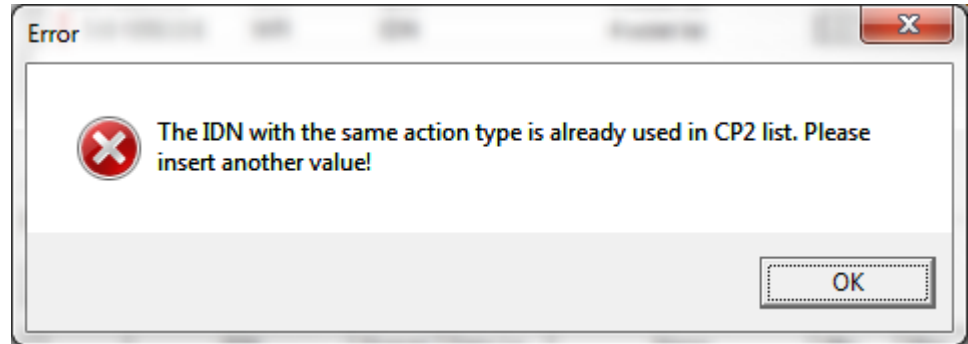 Error
The IDN with the same action type is already used in CP2 list. Please
insert another value!
OK